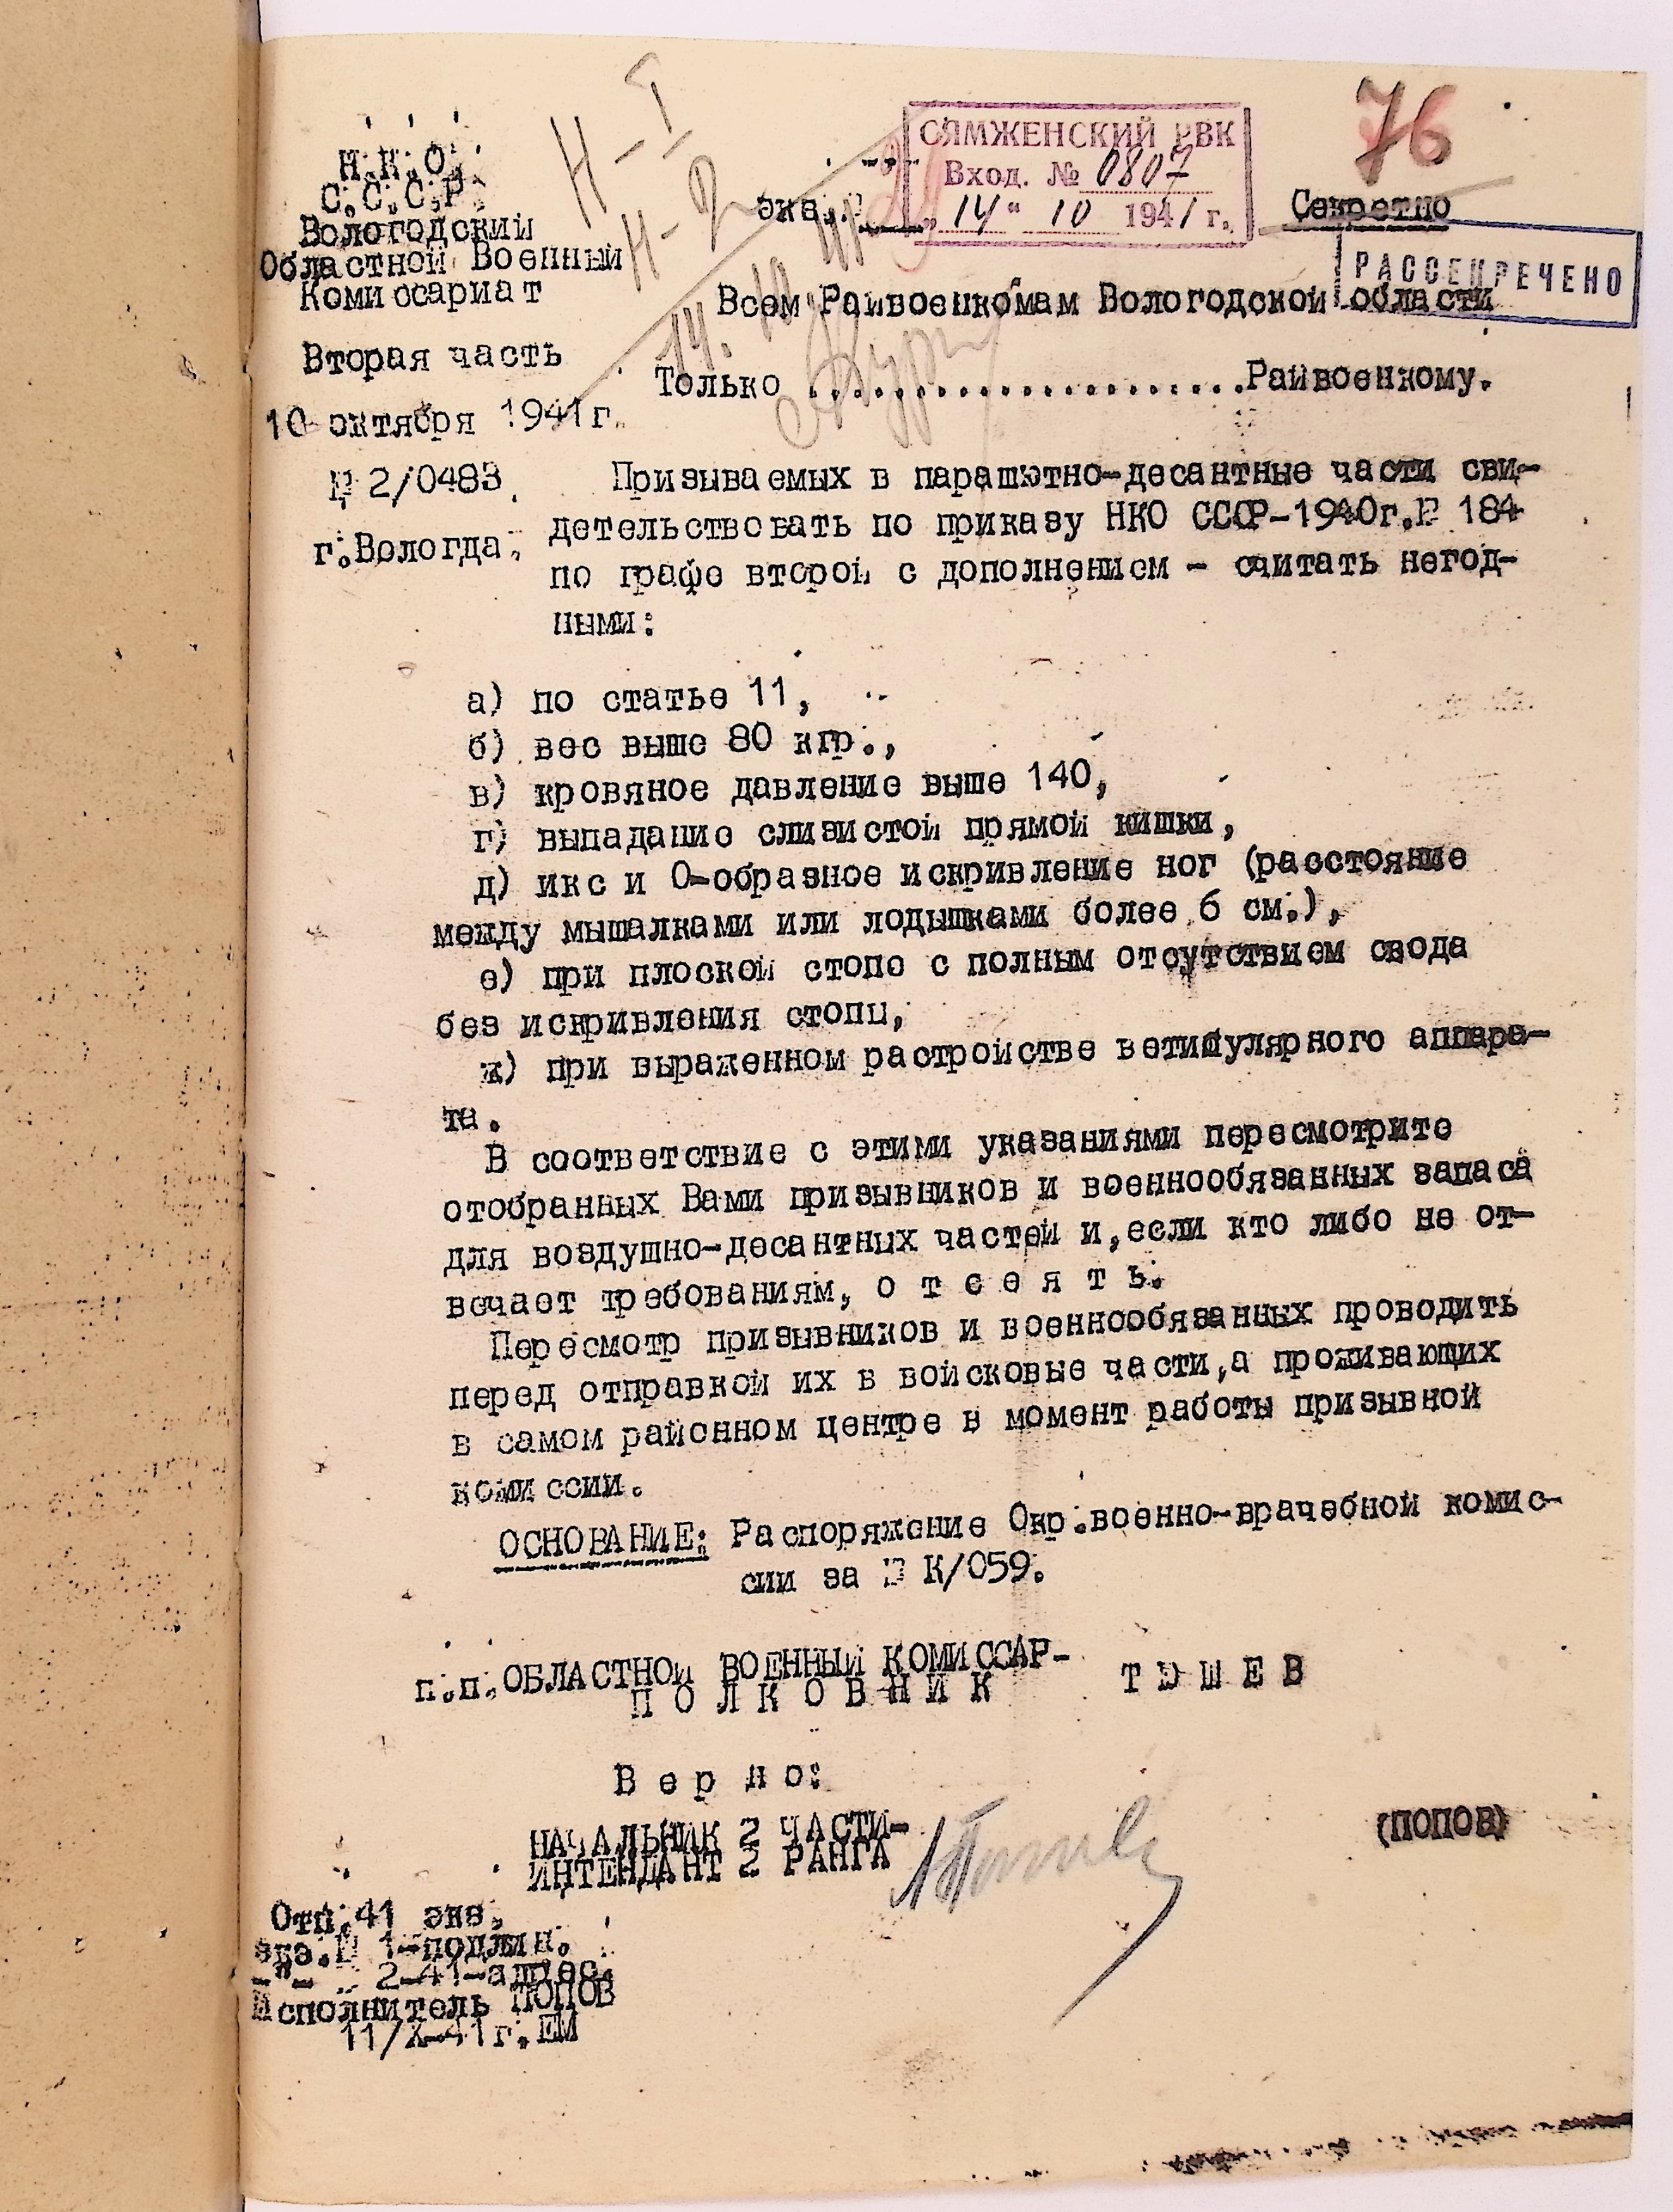 76
Н.К.О.
С.С.С.Р.
Вологодский
Областной Военный
Комиссариат
Вторая часть
10 октября 1941г.
№ 2/0483.
г.Вологда.
Н-1
Н-2
СЯМЖЕНСКИЙ РВК
Вход. № 0807
„14“ 10 1941 г.
экз.№
Секретно
РАССЕКРЕЧЕНО
Всем Райвоенкомам Вологодской области
Только ......................Райвоенкому.
Призываемых в парашютно-десантные части сви-
детельствовать по приказу НКО СССР-1940г.№ 184
по графе второй с дополнением - считать негод-
ными:
а) по статье 11,
б) вес выше 80 кгр.,
в) кровяное давление выше 140,
г) выпадание слизистой прямой кишки,
д) икс и О-образное искривление ног (расстояние
между мышалками или лодышками более 6 см.),
е) при плоской стопе с полным отсутствием свода
без искривления стопы,
ж) при выраженном растройстве ветибулярного аппара-
та.
В соответствие с этими указаниями пересмотрите
отобранных Вами призывников и военнообязанных запаса
для воздушно-десантных частей и,если кто либо не от-
вечает требованиям, о т с е я т ь.
Пересмотр призывников и военнообязанных проводить
перед отправкой их в войсковые части,а проживающих
в самом районном центре в момент работы призывной
комиссии.
ОСНОВАНИЕ: Распоряжение Окр.военно-врачебной комис-
сии за № К/059.
п.п.ОБЛАСТНОЙ ВОЕННЫЙ КОМИССАР-
П О Л К О В Н И К Т Ю Ш Е В
В е р н о:
НАЧАЛЬНИК 2 ЧАСТИ-
ИНТЕНДАНТ 2 РАНГА (ПОПОВ)
Отп.41 экз.
экз.№ 1-подлин.
-"- 2-41-адрес.
Исполнитель ПОПОВ
11/X-41г.ЕМ